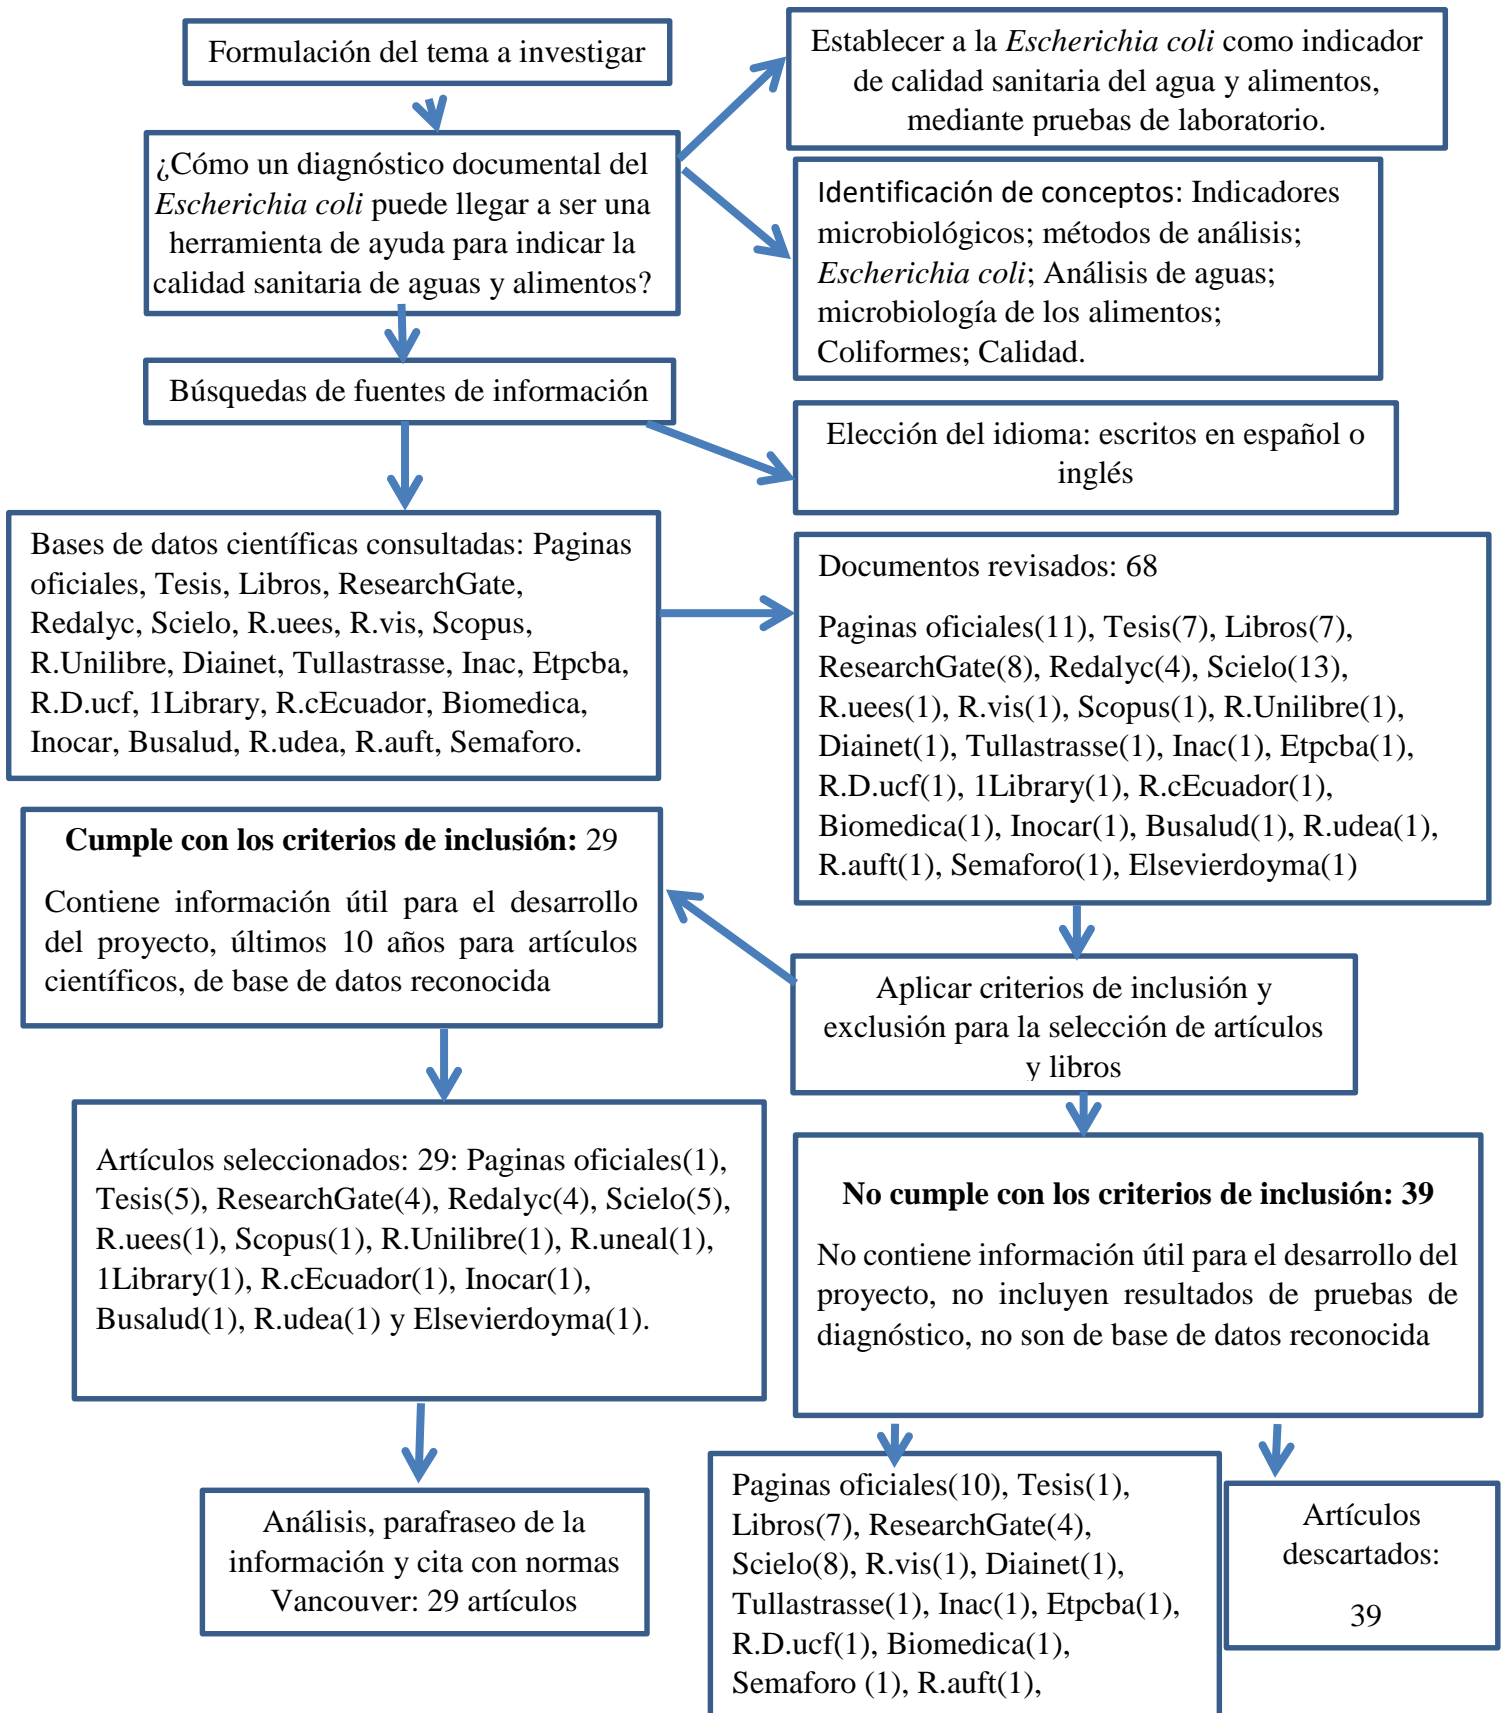 Formulación del tema a investigar
Establecer a la Escherichia coli como indicador
de calidad sanitaria del agua y alimentos,
mediante pruebas de laboratorio.
¿Cómo un diagnóstico documental del
Escherichia coli puede llegar a ser una
herramienta de ayuda para indicar la
calidad sanitaria de aguas y alimentos?
Identificación de conceptos: Indicadores
microbiológicos; métodos de análisis;
Escherichia coli; Análisis de aguas;
microbiología de los alimentos;
Coliformes; Calidad.
Búsquedas de fuentes de información
Elección del idioma: escritos en español o
inglés
Bases de datos científicas consultadas: Paginas
oficiales, Tesis, Libros, ResearchGate,
Redalyc, Scielo, R.uees, R.vis, Scopus,
R.Unilibre, Diainet, Tullastrasse, Inac, Etpcba,
R.D.ucf, 1Library, R.cEcuador, Biomedica,
Inocar, Busalud, R.udea, R.auft, Semaforo.
Documentos revisados: 68
Paginas oficiales(11), Tesis(7), Libros(7),
ResearchGate(8), Redalyc(4), Scielo(13),
R.uees(1), R.vis(1), Scopus(1), R.Unilibre(1),
Diainet(1), Tullastrasse(1), Inac(1), Etpcba(1),
R.D.ucf(1), 1Library(1), R.cEcuador(1),
Biomedica(1), Inocar(1), Busalud(1), R.udea(1),
R.auft(1), Semaforo(1), Elsevierdoyma(1)
Cumple con los criterios de inclusión: 29
Contiene información útil para el desarrollo
del proyecto, últimos 10 años para artículos
científicos, de base de datos reconocida
Aplicar criterios de inclusión y
exclusión para la selección de artículos
y libros
Artículos seleccionados: 29: Paginas oficiales(1),
Tesis(5), ResearchGate(4), Redalyc(4), Scielo(5),
R.uees(1), Scopus(1), R.Unilibre(1), R.uneal(1),
1Library(1), R.cEcuador(1), Inocar(1),
Busalud(1), R.udea(1) y Elsevierdoyma(1).
No cumple con los criterios de inclusión: 39
No contiene información útil para el desarrollo del
proyecto, no incluyen resultados de pruebas de
diagnóstico, no son de base de datos reconocida
Análisis, parafraseo de la
información y cita con normas
Vancouver: 29 artículos
Paginas oficiales(10), Tesis(1),
Libros(7), ResearchGate(4),
Scielo(8), R.vis(1), Diainet(1),
Tullastrasse(1), Inac(1), Etpcba(1),
R.D.ucf(1), Biomedica(1),
Semaforo (1), R.auft(1),
Artículos
descartados:
39